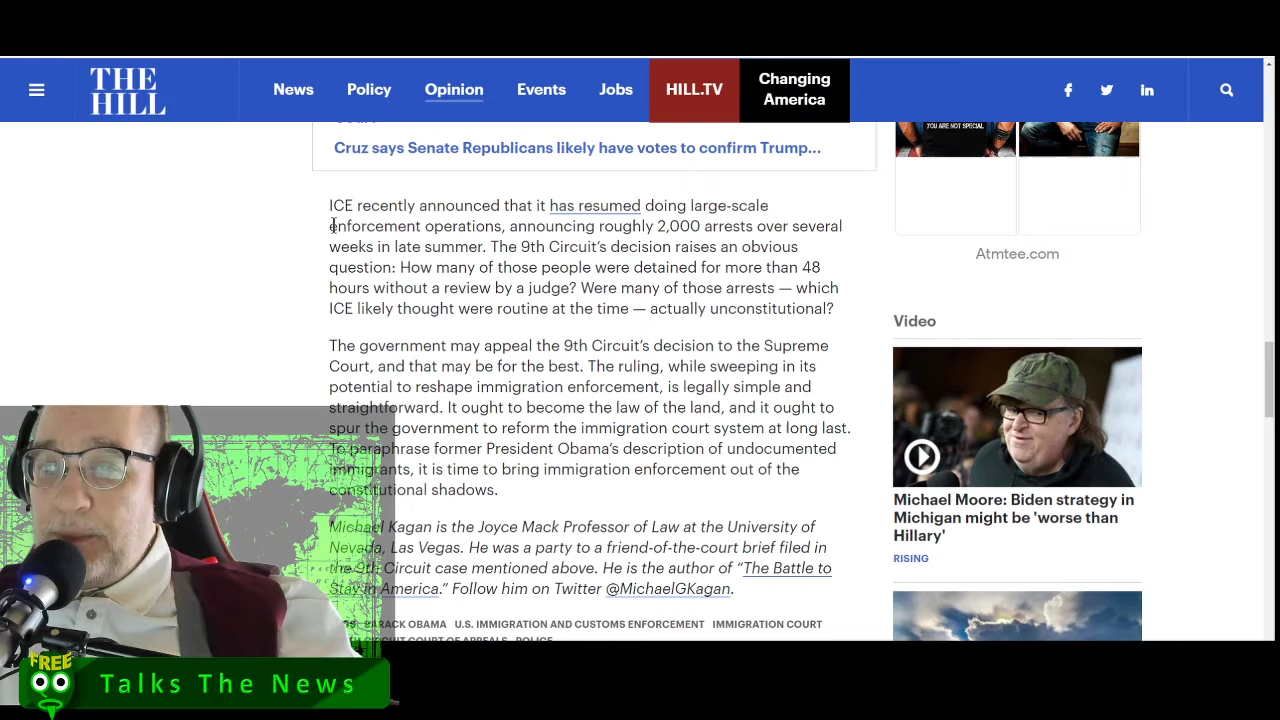 THE
HILL
News
Policy
Opinion
Events
Jobs
HILL.TV
Changing
America
Cruz says Senate Republicans likely have votes to confirm Trump...
YOU ARE NOT SPECIAL
ICE recently announced that it has resumed doing large-scale
enforcement operations, announcing roughly 2,000 arrests over several
weeks in late summer. The 9th Circuit's decision raises an obvious
question: How many of those people were detained for more than 48
hours without a review by a judge? Were many of those arrests — which
ICE likely thought were routine at the time — actually unconstitutional?
The government may appeal the 9th Circuit's decision to the Supreme
Court, and that may be for the best. The ruling, while sweeping in its
potential to reshape immigration enforcement, is legally simple and
straightforward. It ought to become the law of the land, and it ought to
spur the government to reform the immigration court system at long last.
To paraphrase former President Obama's description of undocumented
immigrants, it is time to bring immigration enforcement out of the
constitutional shadows.
Michael Kagan is the Joyce Mack Professor of Law at the University of
Nevada, Las Vegas. He was a party to a friend-of-the-court brief filed in
the 9th Circuit case mentioned above. He is the author of “The Battle to
Stay in America.” Follow him on Twitter @MichaelGKagan.
BARACK OBAMA U.S. IMMIGRATION AND CUSTOMS ENFORCEMENT IMMIGRATION COURT
CIRCUIT COURT OF APPEALS POLICE
Atmtee.com
Video
Michael Moore: Biden strategy in
Michigan might be 'worse than
Hillary'
RISING
FREE
Talks The News